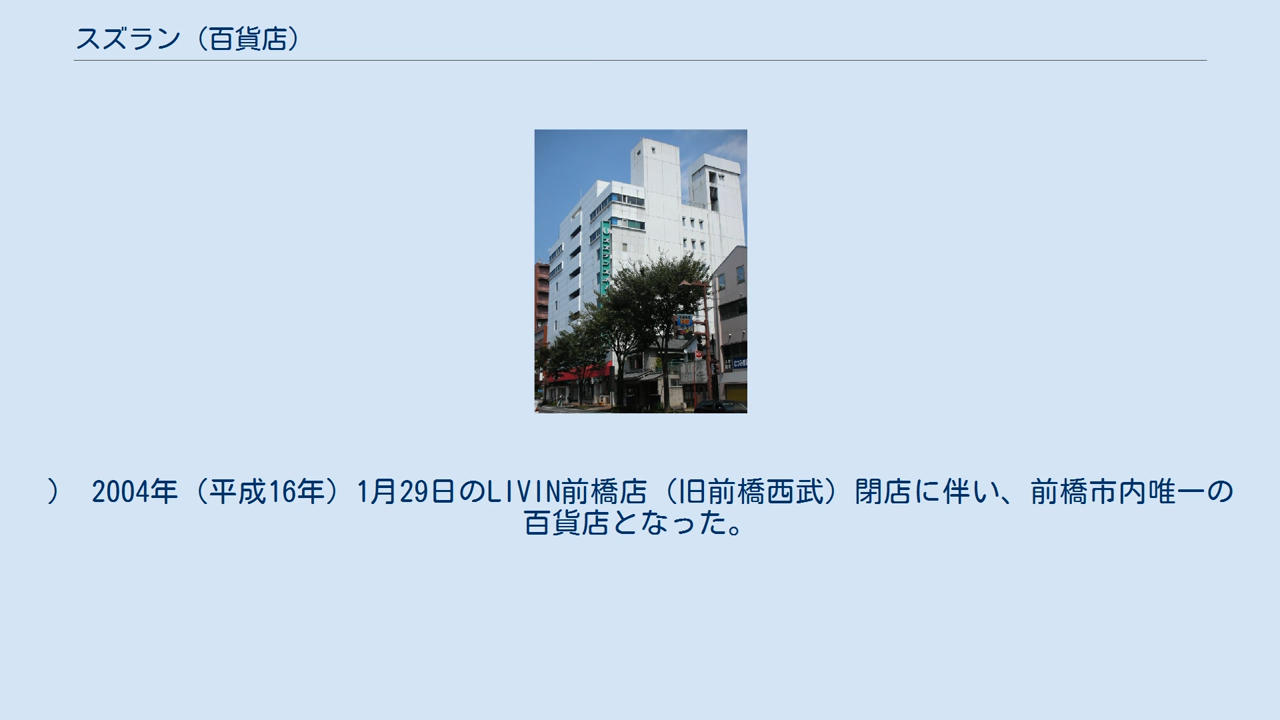 スズラン（百貨店）
） 2004年（平成16年）1月29日のLIVIN前橋店（旧前橋西武）閉店に伴い、前橋市内唯一の
百貨店となった。